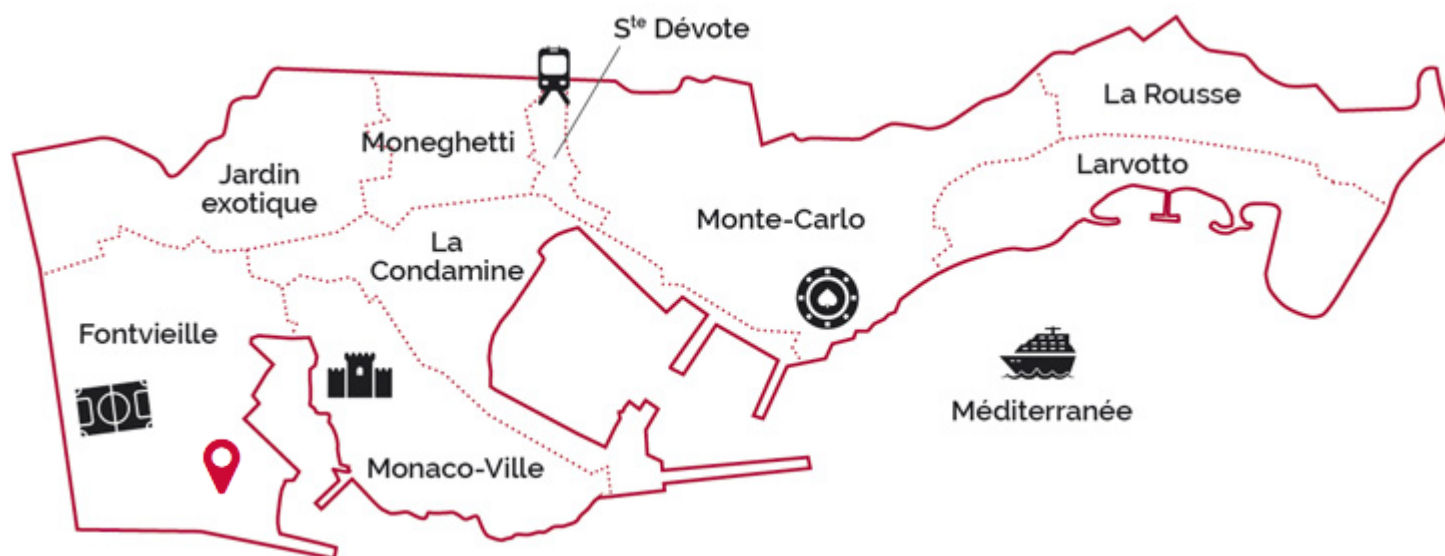 Sᵗᵉ Dévote
La Rousse
Moneghetti
Larvotto
Jardin
exotique
Monte-Carlo
La
Condamine
Fontvieille
Méditerranée
Monaco-Ville